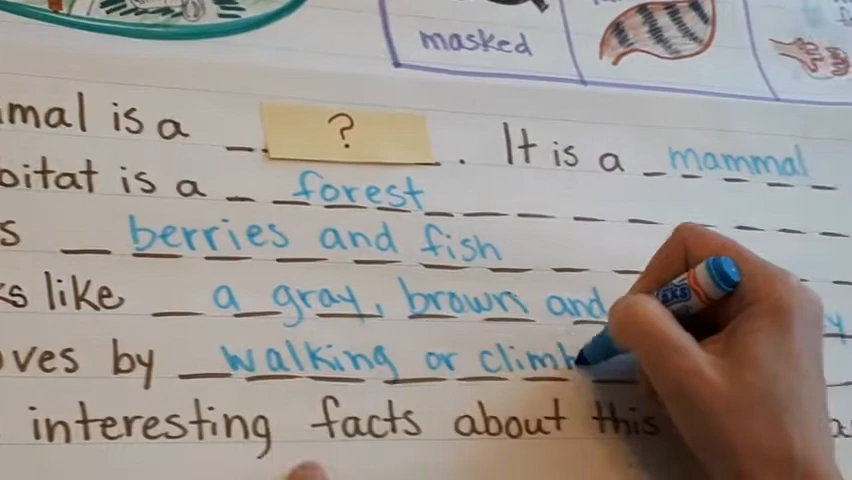 masked
mal is a ? . It is a mammal
bitat is a forest
s berries and fish
s like a gray, brown and
ves by walking or climb
interesting facts about this